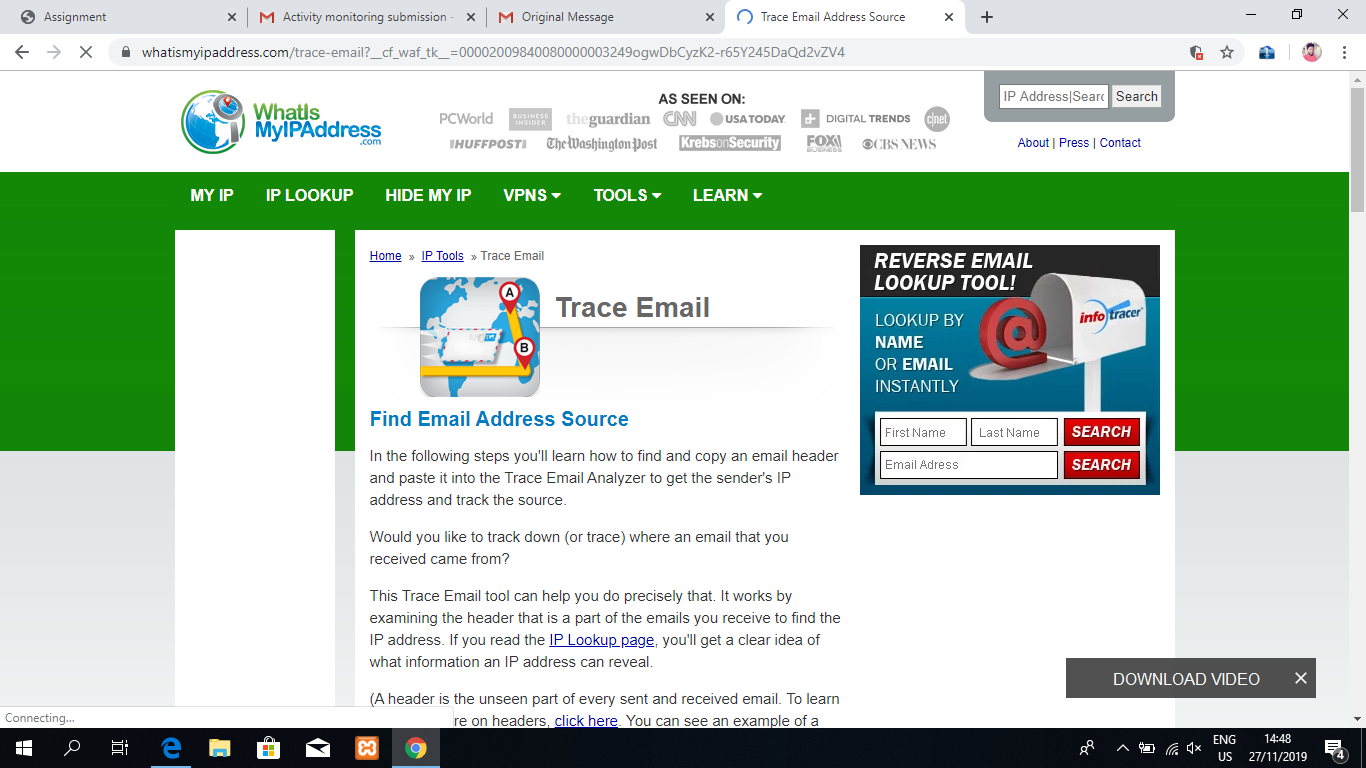 Assignment
Activity monitoring submission -
Original Message
Trace Email Address Source
whatismyipaddress.com/trace-email?__cf_waf_tk__=00002009840080000003249ogwDbCyzK2-r65Y245DaQd2vZV4
WhatIs
MyIPAddress
.com
AS SEEN ON:
PCWorld
BUSINESS
INSIDER
theguardian
CNN
USA TODAY
DIGITAL TRENDS
c|net
HUFFPOST
The Washington Post
KrebsonSecurity
FOX
BUSINESS
CBS NEWS
IP Address|Searc
Search
About | Press | Contact
MY IP
IP LOOKUP
HIDE MY IP
VPNS
TOOLS
LEARN
Home » IP Tools » Trace Email
A
B
Trace Email
Find Email Address Source
In the following steps you'll learn how to find and copy an email header
and paste it into the Trace Email Analyzer to get the sender's IP
address and track the source.
Would you like to track down (or trace) where an email that you
received came from?
This Trace Email tool can help you do precisely that. It works by
examining the header that is a part of the emails you receive to find the
IP address. If you read the IP Lookup page, you'll get a clear idea of
what information an IP address can reveal.
(A header is the unseen part of every sent and received email. To learn
re on headers, click here. You can see an example of a
REVERSE EMAIL
LOOKUP TOOL!
LOOKUP BY
NAME
OR EMAIL
INSTANTLY
@
infotracer
First Name
Last Name
SEARCH
Email Adress
SEARCH
DOWNLOAD VIDEO
Connecting...
ENG
US
14:48
27/11/2019
4